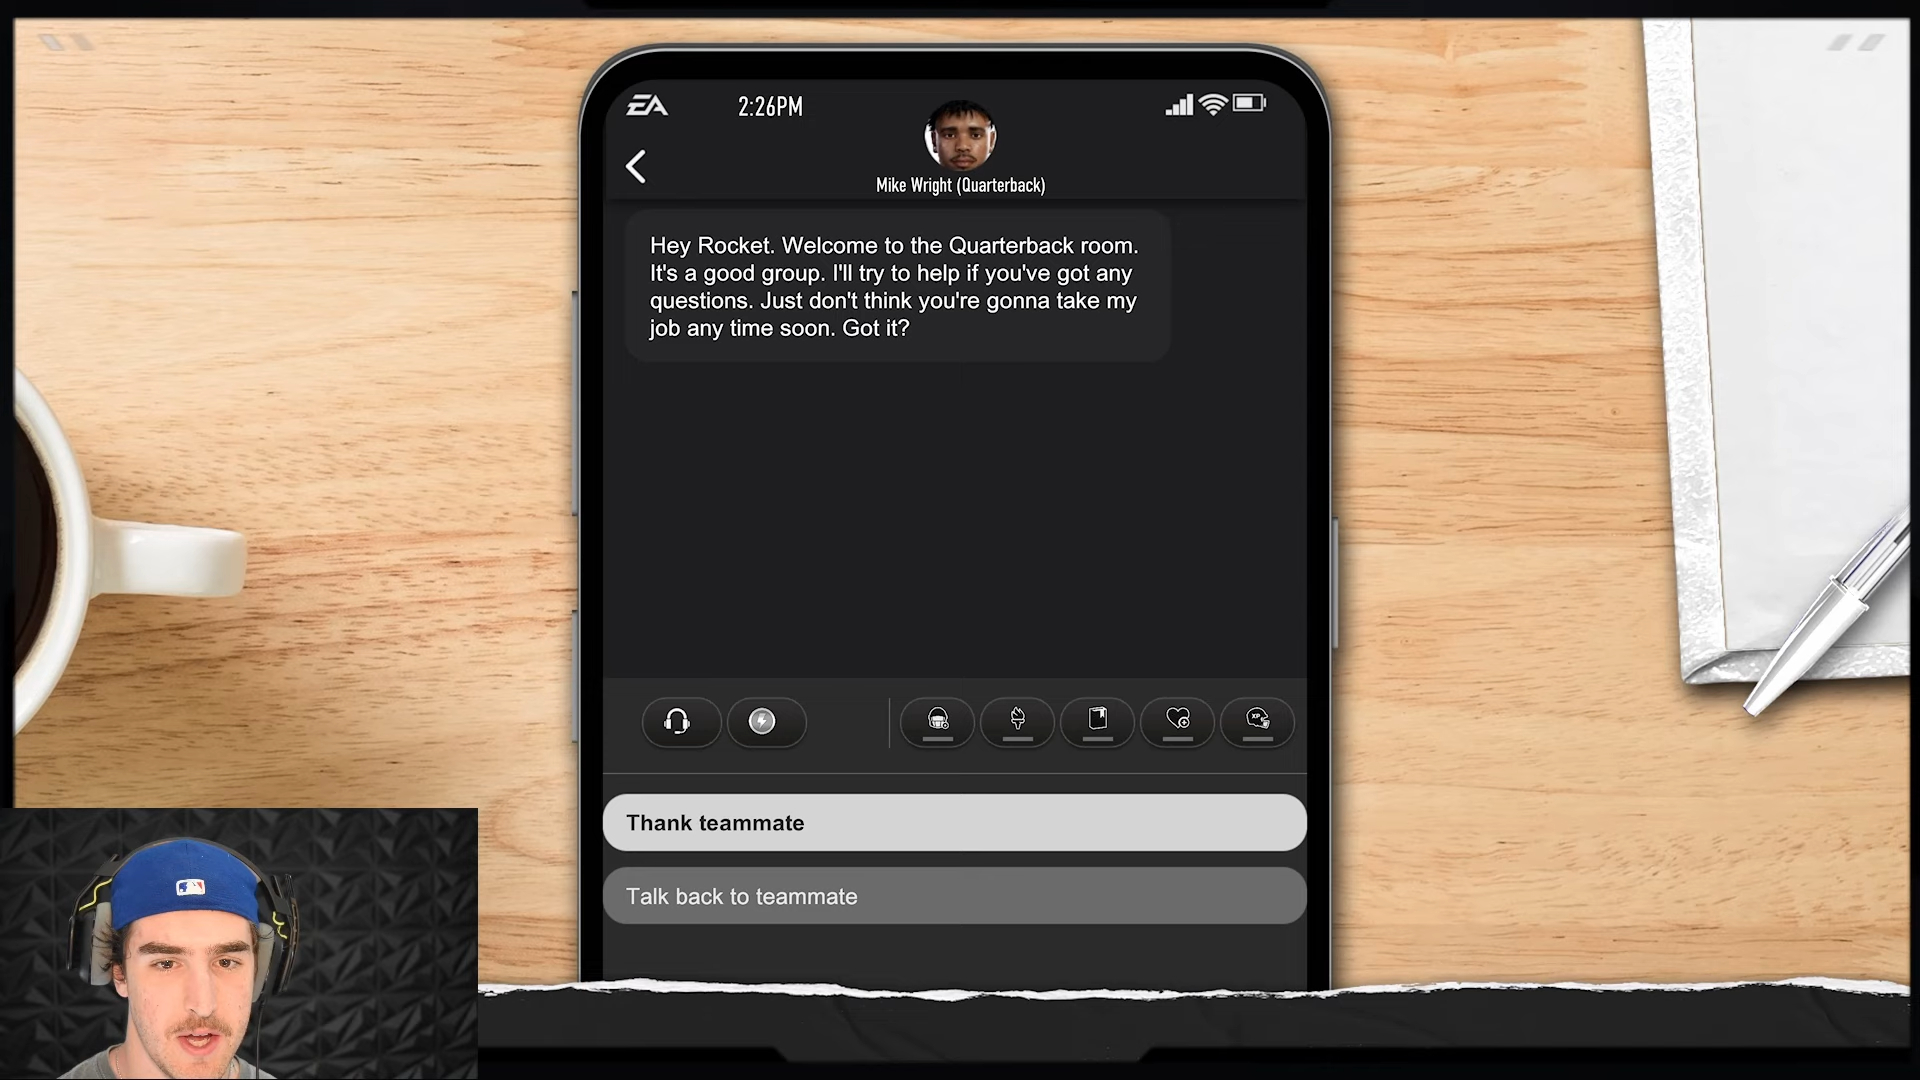 EA
2:26PM
Mike Wright (Quarterback)
Hey Rocket. Welcome to the Quarterback room.
It's a good group. I'll try to help if you've got any
questions. Just don't think you're gonna take my
job any time soon. Got it?
XP
Thank teammate
Talk back to teammate